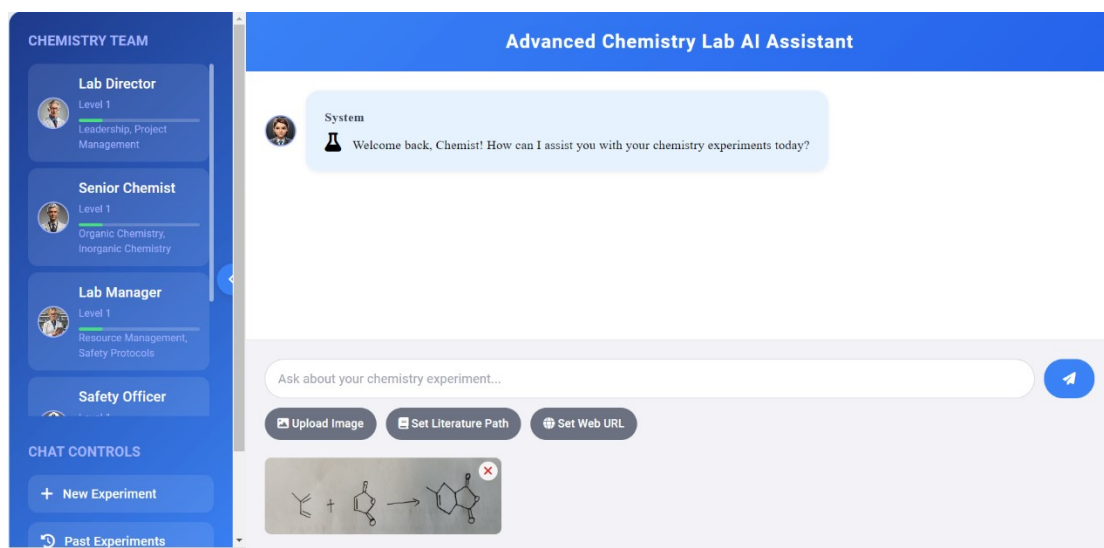 CHEMISTRY TEAM
Lab Director
Level 1
Leadership, Project
Management
Senior Chemist
Level 1
Organic Chemistry,
Inorganic Chemistry
Lab Manager
Level 1
Resource Management,
Safety Protocols
Safety Officer
CHAT CONTROLS
+ New Experiment
Past Experiments
Advanced Chemistry Lab AI Assistant
System
Welcome back, Chemist! How can I assist you with your chemistry experiments today?
Ask about your chemistry experiment...
Upload Image
Set Literature Path
Set Web URL